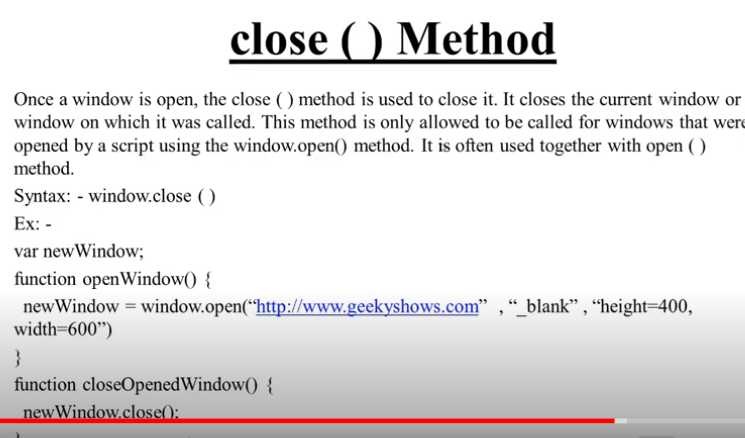 close ( ) Method
Once a window is open, the close ( ) method is used to close it. It closes the current window or
window on which it was called. This method is only allowed to be called for windows that were
opened by a script using the window.open() method. It is often used together with open ( )
method.
Syntax: - window.close ( )
Ex: -
var newWindow;
function openWindow() {
newWindow = window.open(“http://www.geekyshows.com” , “_blank” , “height=400,
width=600”)
}
function closeOpenedWindow() {
newWindow.close();
}